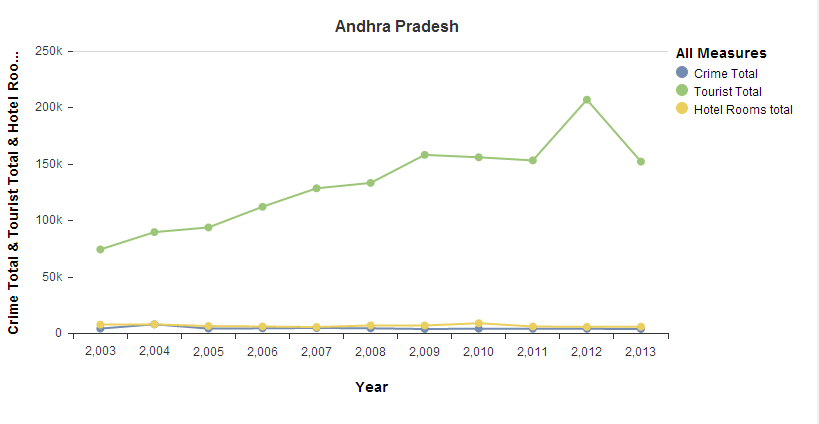 Andhra Pradesh
Crime Total & Tourist Total & Hotel Roo...
250k
200k
150k
100k
50k
0
2,003 2,004 2,005 2,006 2,007 2,008 2,009 2,010 2,011 2,012 2,013
Year
All Measures
Crime Total
Tourist Total
Hotel Rooms total